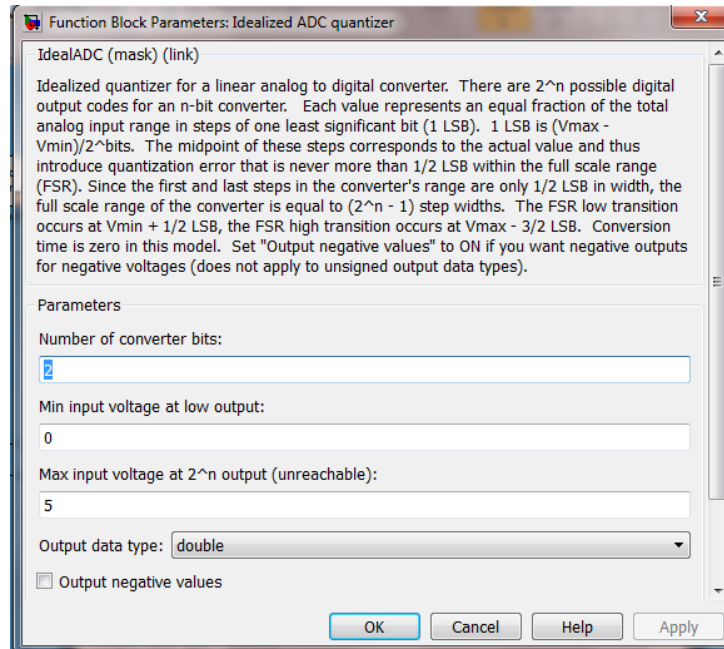 Function Block Parameters: Idealized ADC quantizer
IdealADC (mask) (link)
Idealized quantizer for a linear analog to digital converter.  There are 2^n possible digital
output codes for an n-bit converter.   Each value represents an equal fraction of the total
analog input range in steps of one least significant bit (1 LSB).  1 LSB is (Vmax -
Vmin)/2^bits.  The midpoint of these steps corresponds to the actual value and thus
introduce quantization error that is never more than 1/2 LSB within the full scale range
(FSR). Since the first and last steps in the converter's range are only 1/2 LSB in width, the
full scale range of the converter is equal to (2^n - 1) step widths.  The FSR low transition
occurs at Vmin + 1/2 LSB, the FSR high transition occurs at Vmax - 3/2 LSB.  Conversion
time is zero in this model.  Set "Output negative values" to ON if you want negative outputs
for negative voltages (does not apply to unsigned output data types).
Parameters
Number of converter bits:
2
Min input voltage at low output:
0
Max input voltage at 2^n output (unreachable):
5
Output data type: double
Output negative values
OK Cancel Help Apply